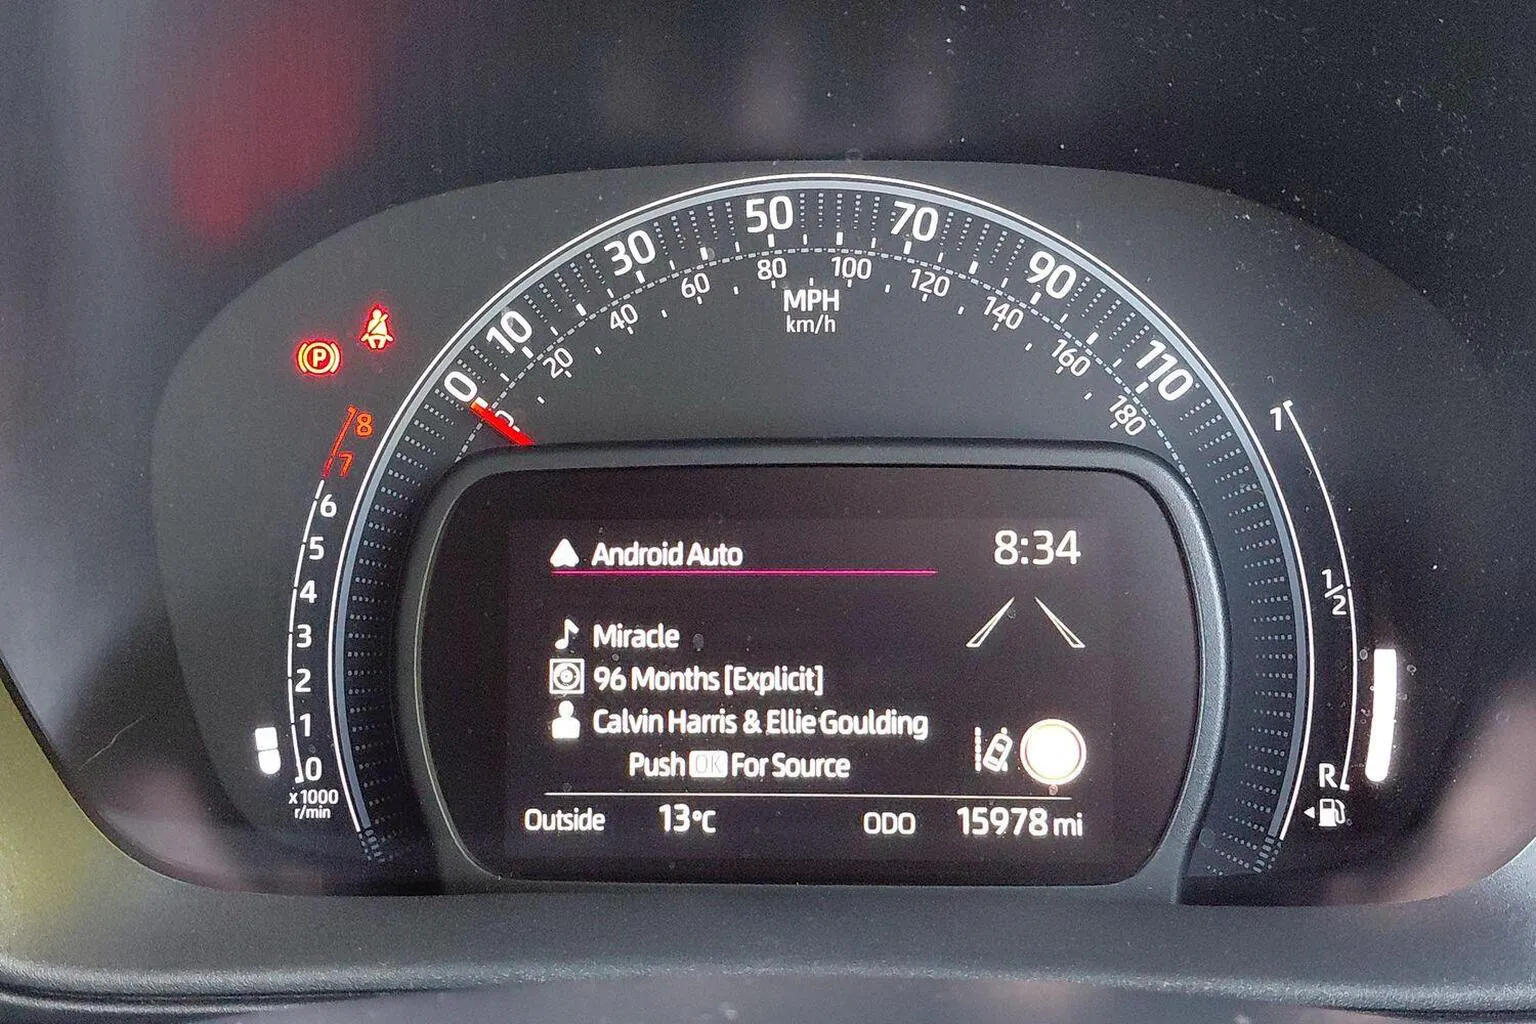 10 30 50 70 90 110
0 20 40 60 80 100 120 140 160 180
MPH
km/h
P
8
7
6
5
4
3
2
1
0
x 1000
r/min
Android Auto 8:34
Miracle
96 Months [Explicit]
Calvin Harris & Ellie Goulding
Push OK For Source
Outside 13°C ODO 15978 mi
1
1/2
R